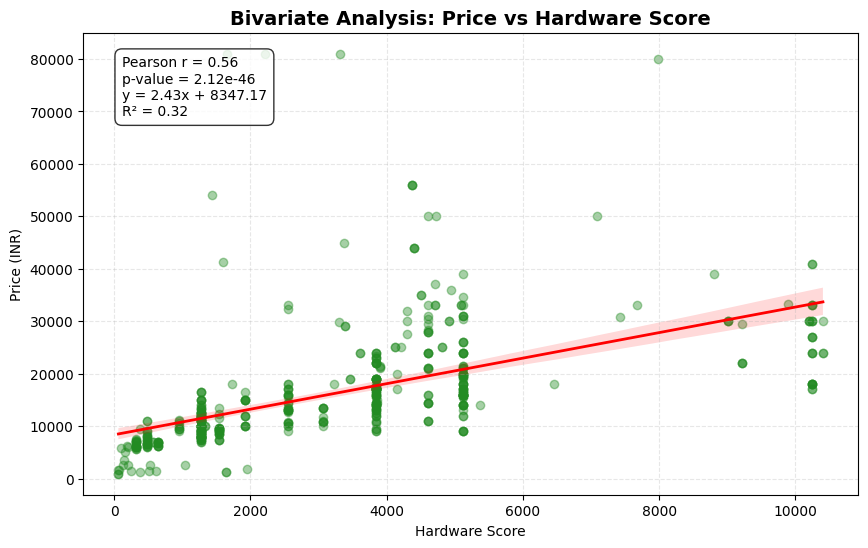 Bivariate Analysis: Price vs Hardware Score
Pearson r = 0.56
p-value = 2.12e-46
y = 2.43x + 8347.17
R² = 0.32
80000
70000
60000
50000
40000
30000
20000
10000
0
Price (INR)
0 2000 4000 6000 8000 10000
Hardware Score